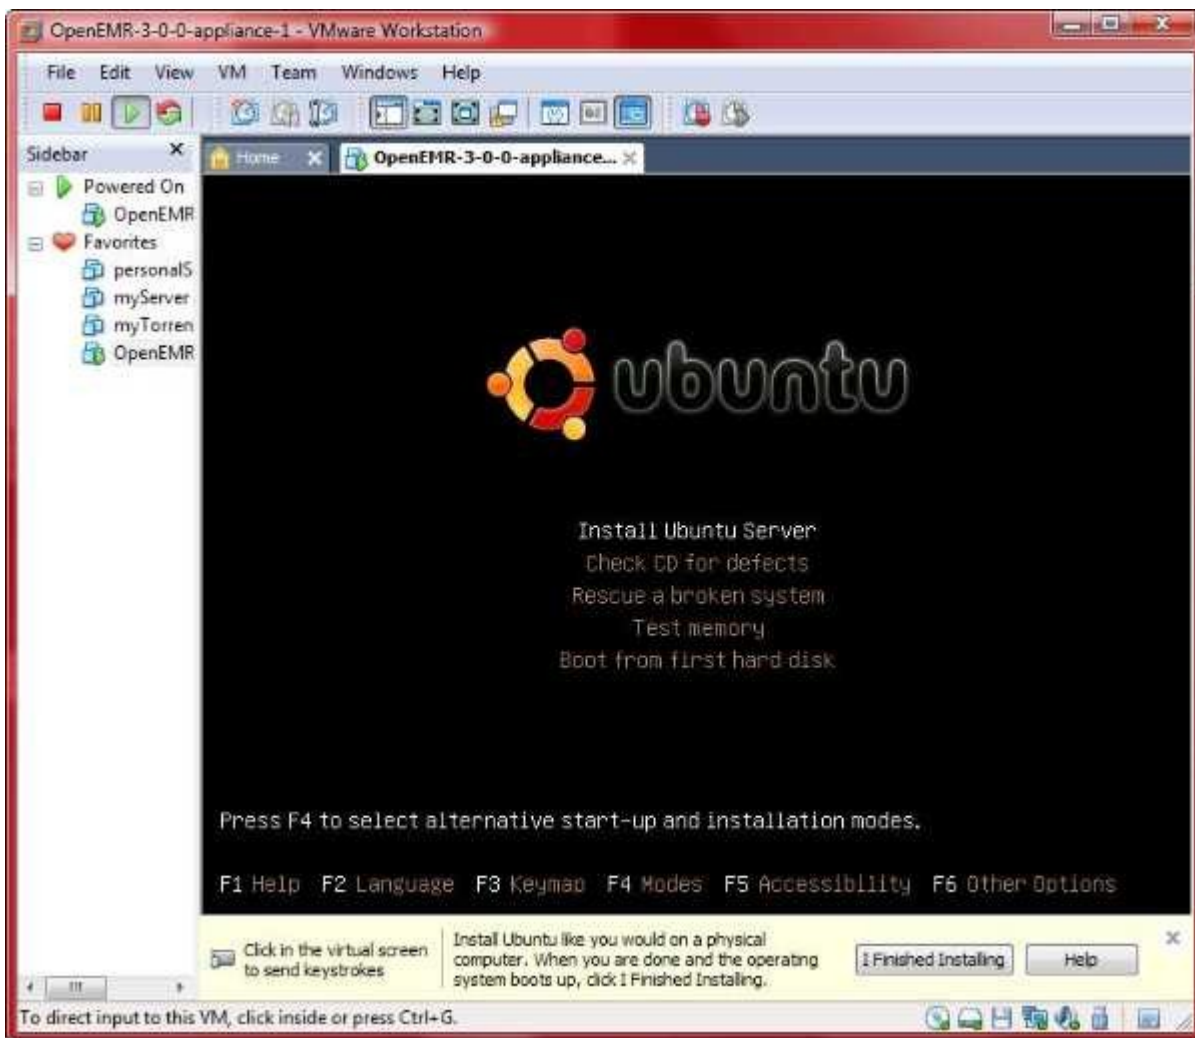 OpenEMR-3-0-0-appliance-1 - VMware Workstation
File Edit View VM Team Windows Help
Sidebar
Home
OpenEMR-3-0-0-appliance...
Powered On
OpenEMR
Favorites
personalS
myServer
myTorren
OpenEMR
ubuntu
Install Ubuntu Server
Check CD for defects
Rescue a broken system
Test memory
Boot from first hard disk
Press F4 to select alternative start-up and installation modes.
F1 Help F2 Language F3 Keymap F4 Modes F5 Accessibility F6 Other Options
Click in the virtual screen
to send keystrokes
Install Ubuntu like you would on a physical
computer. When you are done and the operating
system boots up, click I Finished Installing.
I Finished Installing
Help
To direct input to this VM, click inside or press Ctrl+G.